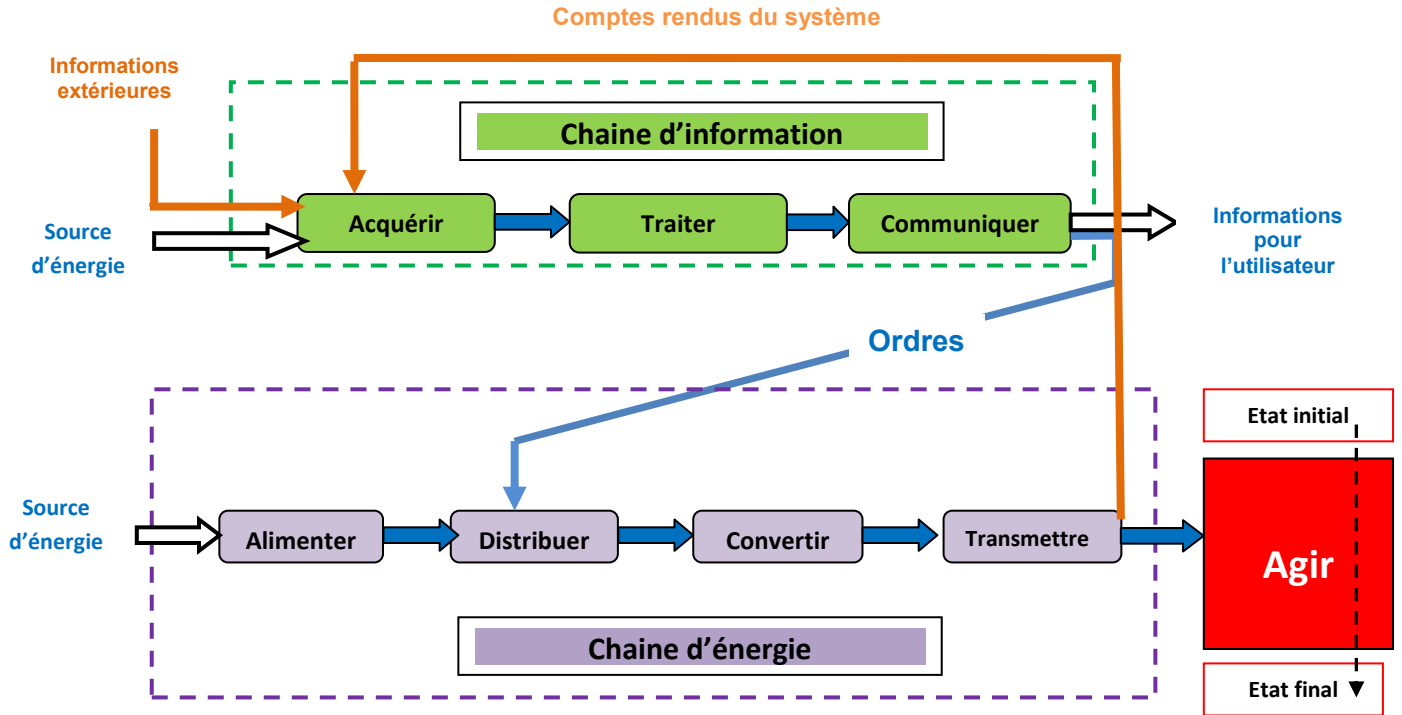 Comptes rendus du système
Informations
extérieures
Chaine d’information
Acquérir
Traiter
Communiquer
Source
d’énergie
Informations
pour
l’utilisateur
Ordres
Etat initial
Source
d’énergie
Alimenter
Distribuer
Convertir
Transmettre
Agir
Chaine d’énergie
Etat final